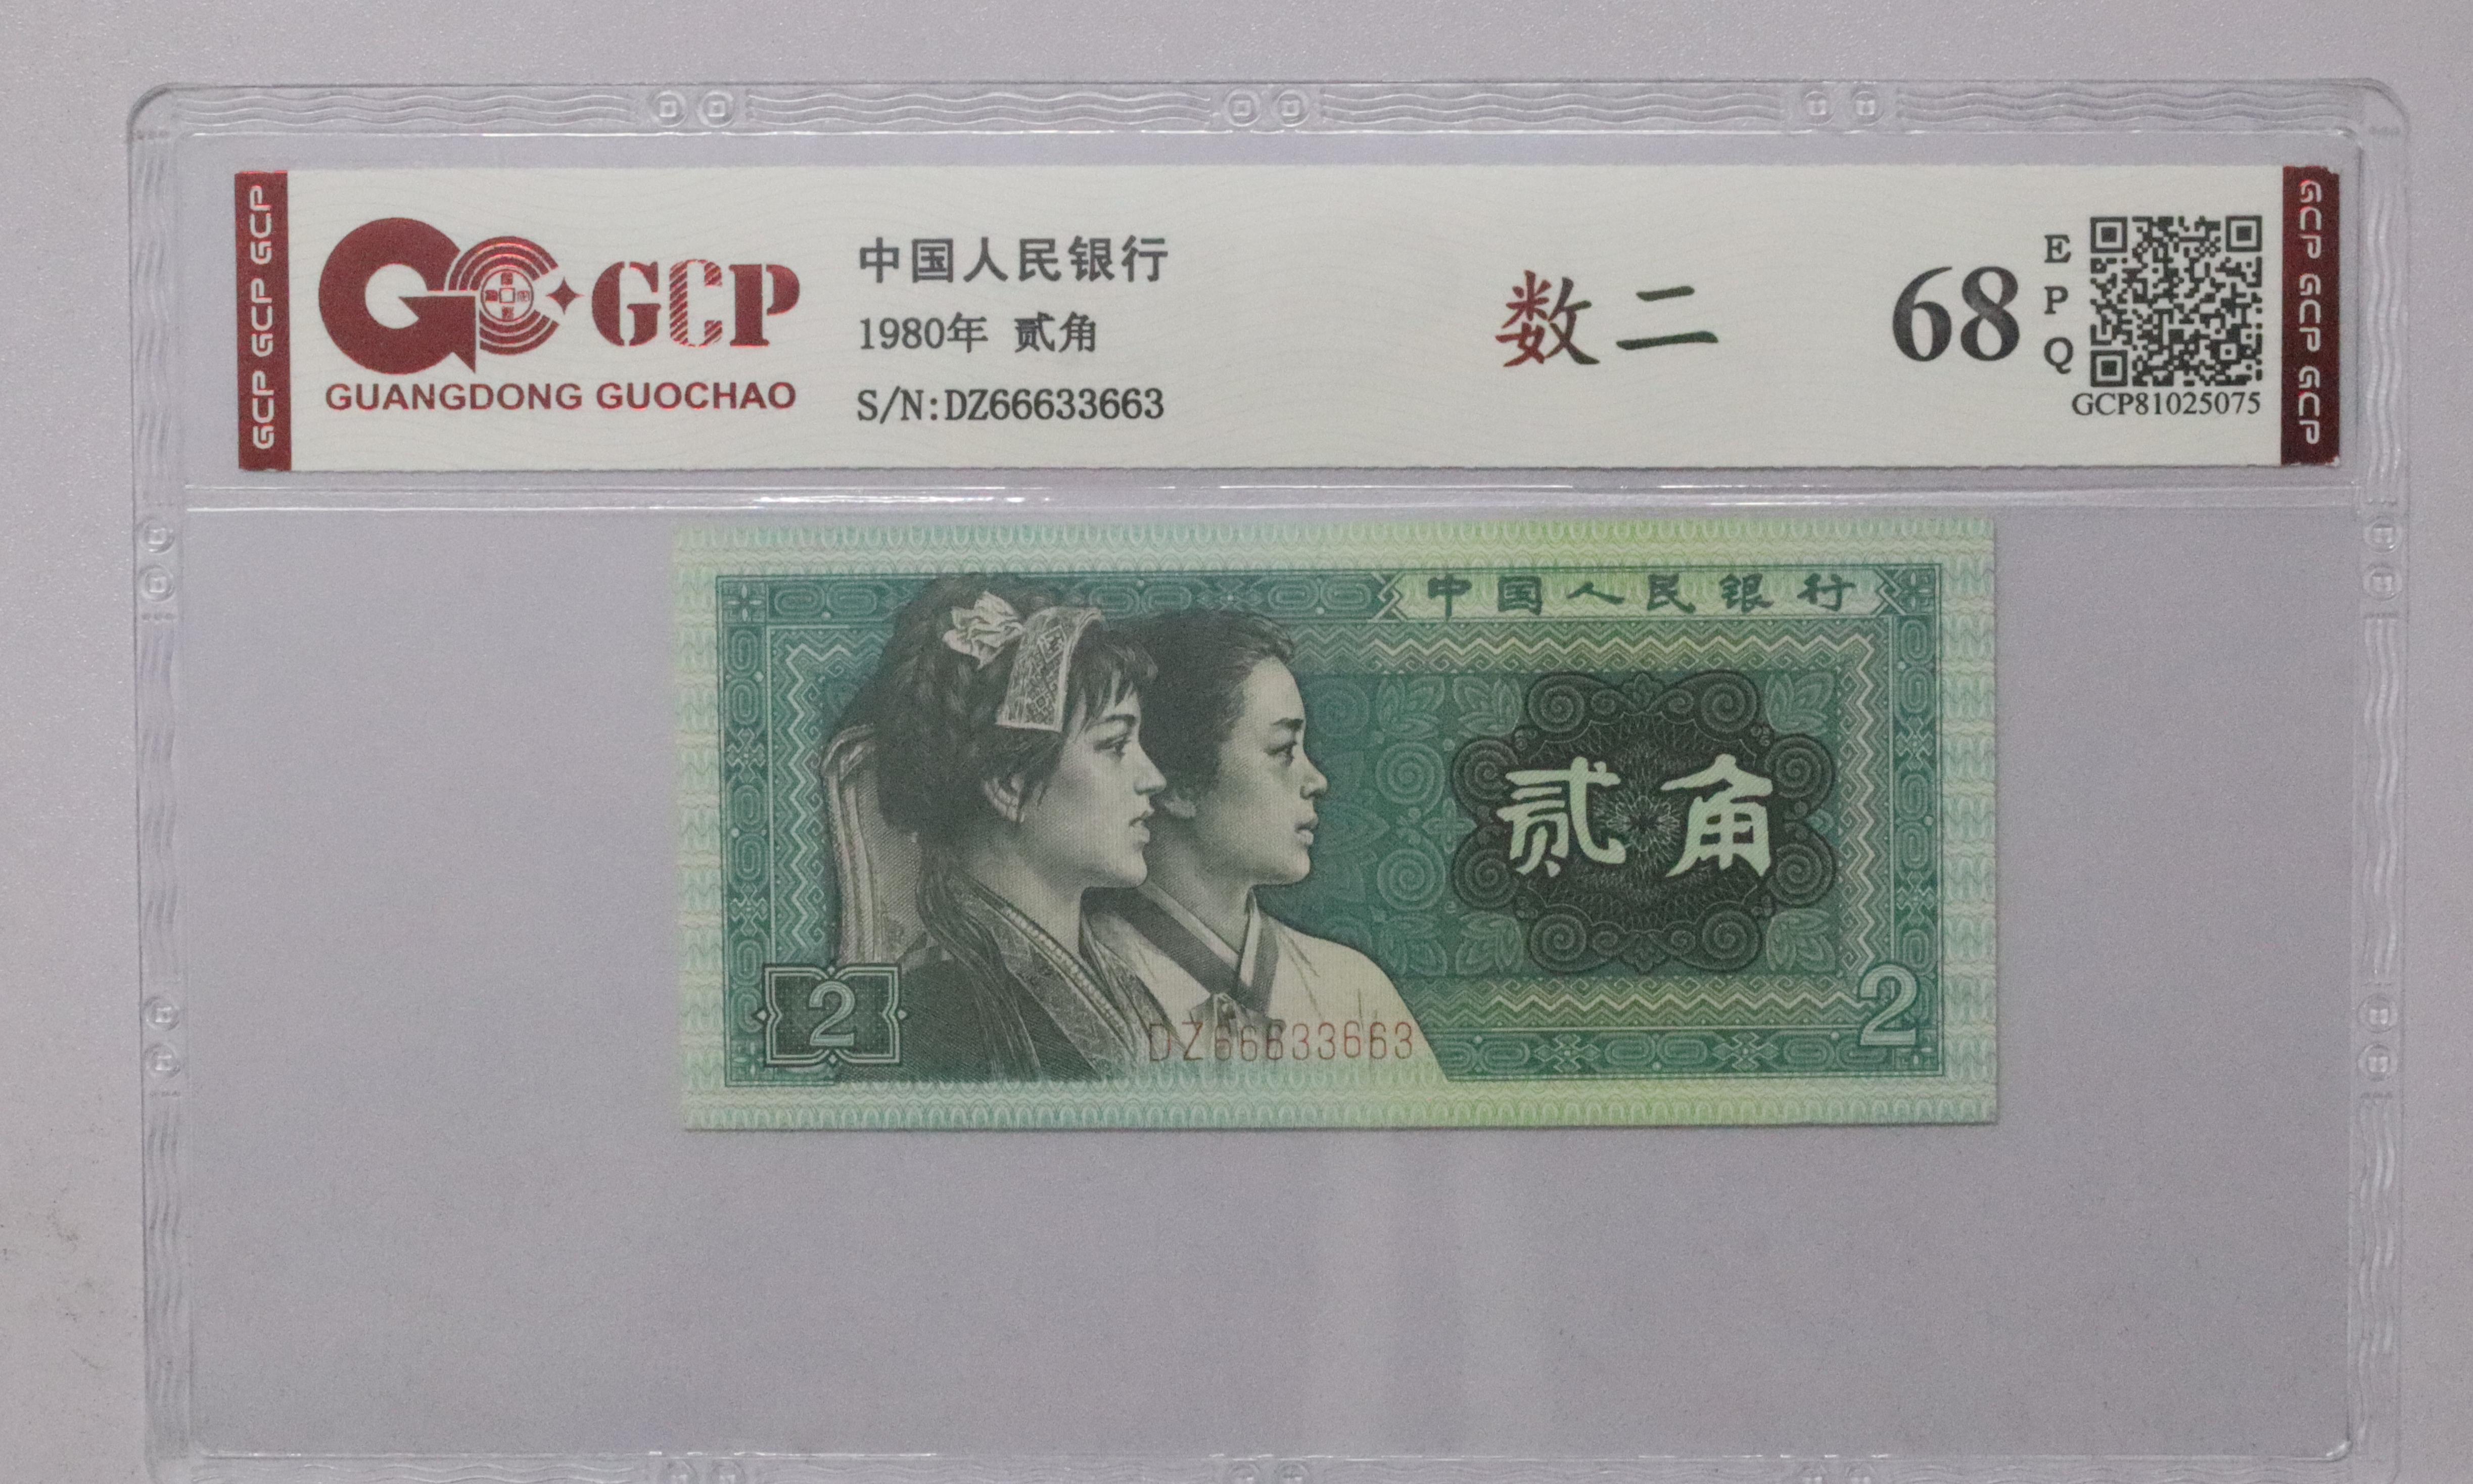 GCP GCP GCP
GCP
GUANGDONG GUOCHAO
中国人民银行
1980年 贰角
S/N:DZ66633663
数二
68
EPQ
GCP81025075
GCP GCP GCP
中国人民银行
贰角
2
DZ66633663
2